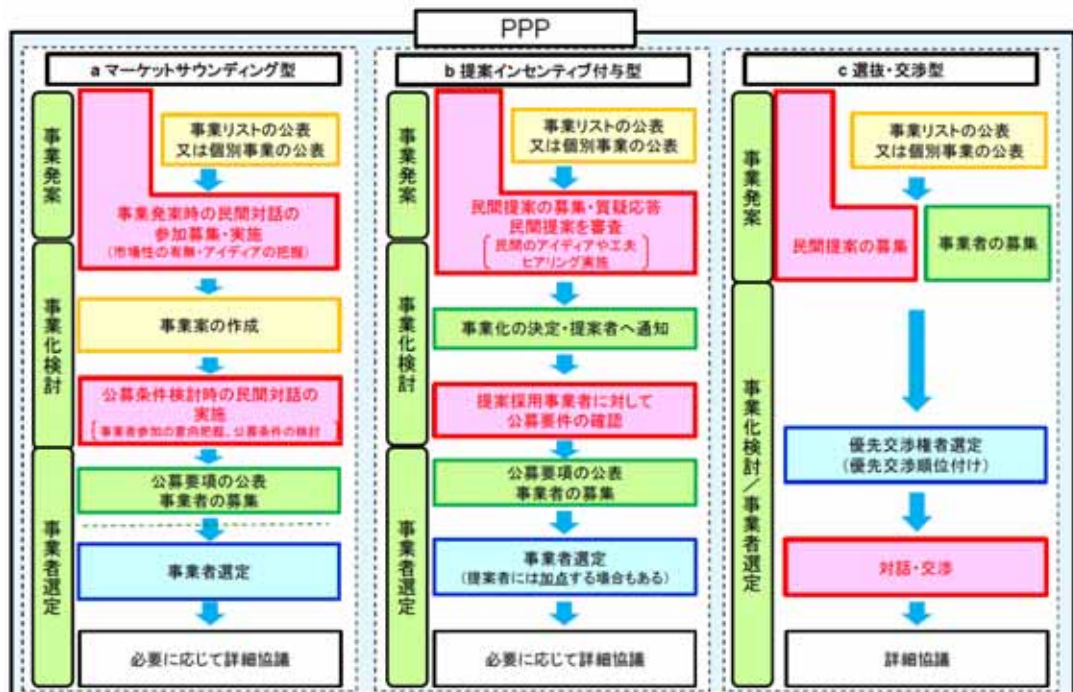 PPP
a マーケットサウンディング型
事業発案
事業リストの公表
又は個別事業の公表
事業発案時の民間対話の
参加募集・実施
(市場性の有無・アイディアの把握)
事業化検討
事業案の作成
公募条件検討時の民間対話の
実施
事業者参加の意向把握、公募条件の検討
事業者選定
公募要項の公表
事業者の募集
事業者選定
必要に応じて詳細協議
b 提案インセンティブ付与型
事業発案
事業リストの公表
又は個別事業の公表
民間提案の募集・質疑応答
民間提案を審査
民間のアイディアや工夫
ヒアリング実施
事業化検討
事業化の決定・提案者へ通知
提案採用事業者に対して
公募要件の確認
事業者選定
公募要項の公表
事業者の募集
事業者選定
(提案者には加点する場合もある)
必要に応じて詳細協議
c 選抜・交渉型
事業発案
事業リストの公表
又は個別事業の公表
民間提案の募集
事業者の募集
事業化検討/事業者選定
優先交渉権者選定
(優先交渉順位付け)
対話・交渉
詳細協議